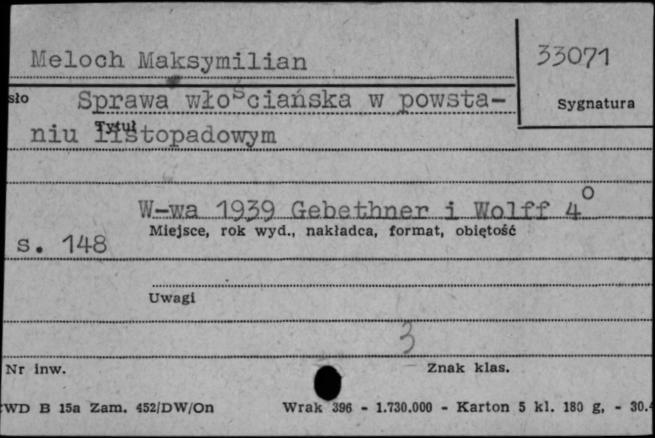 Meloch Maksymilian
33071
sło Sprawa włościańska w powsta-
Sygnatura
Tytuł
niu listopadowym
W-wa 1939 Gebethner i Wolff 4°
Miejsce, rok wyd., nakładca, format, objętość
s. 148
Uwagi
3
Nr inw.
Znak klas.
CWD B 15a Zam. 452/DW/On Wrak 396 - 1.730.000 - Karton 5 kl. 180 g, - 30.4